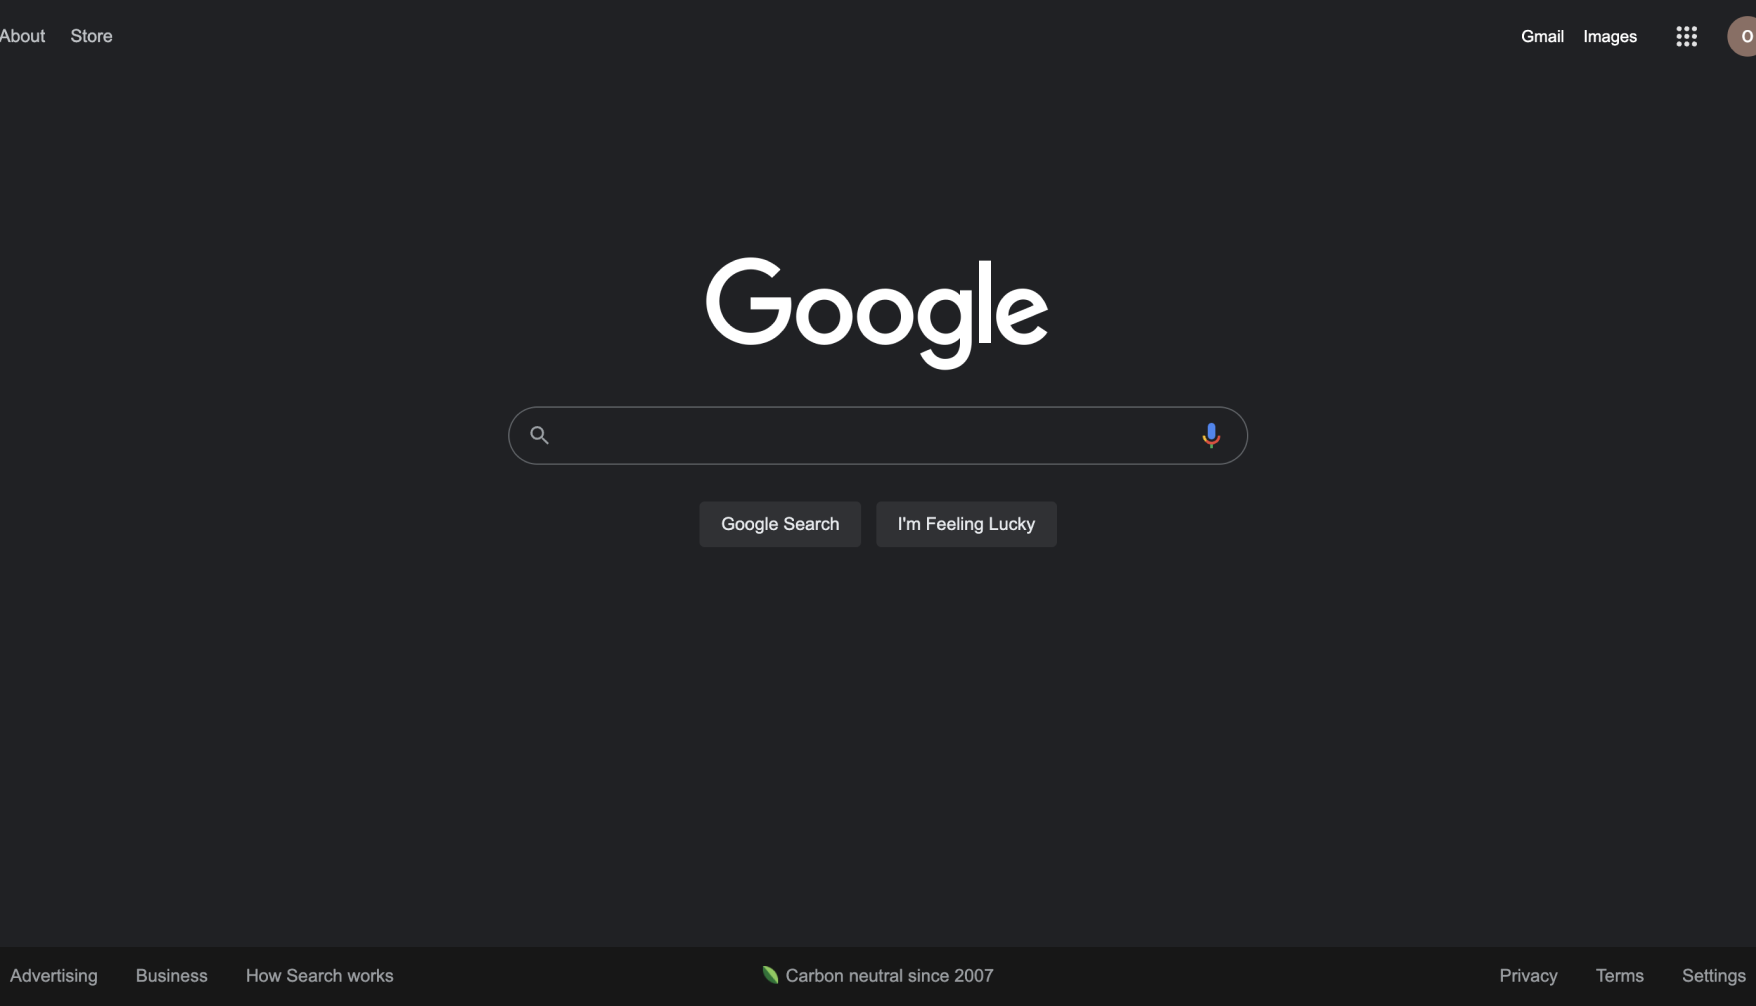 About Store Gmail Images O
Google
Google Search I'm Feeling Lucky
Advertising Business How Search works Carbon neutral since 2007 Privacy Terms Settings